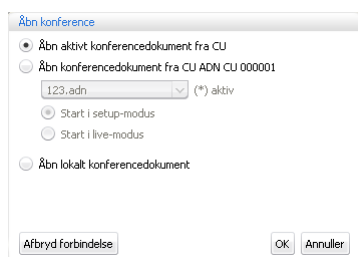 Åbn konference
Åbn aktivt konferencedokument fra CU
Åbn konferencedokument fra CU ADN CU 000001
123.adn (*) aktiv
Start i setup-modus
Start i live-modus
Åbn lokalt konferencedokument
Afbryd forbindelse OK Annuller